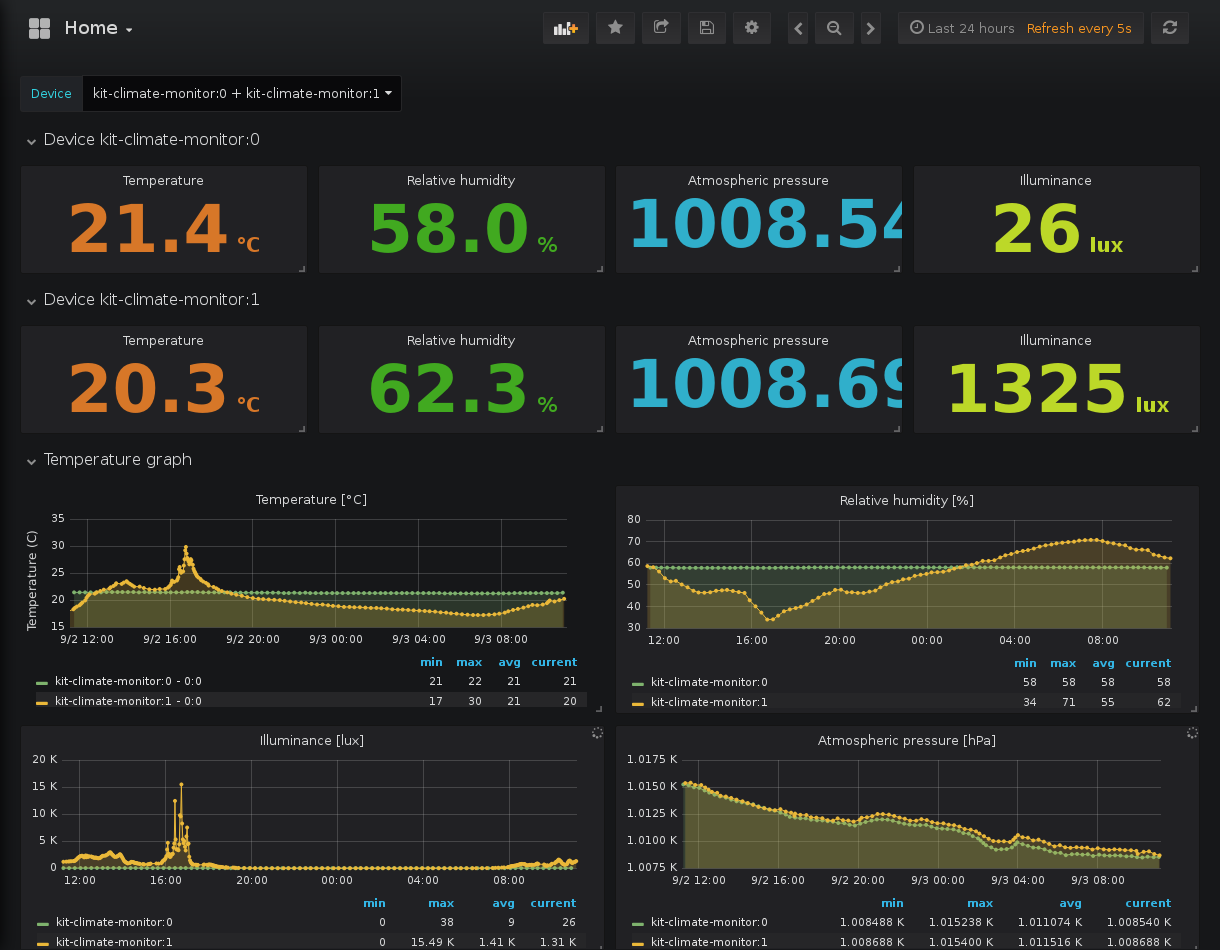 Home
Last 24 hours Refresh every 5s
Device kit-climate-monitor:0 + kit-climate-monitor:1
Device kit-climate-monitor:0
Temperature Relative humidity Atmospheric pressure Illuminance
21.4 °C 58.0 % 1008.54 26 lux
Device kit-climate-monitor:1
Temperature Relative humidity Atmospheric pressure Illuminance
20.3 °C 62.3 % 1008.69 1325 lux
Temperature graph
Temperature [°C]
Temperature (C)
35
30
25
20
15
9/2 12:00 9/2 16:00 9/2 20:00 9/3 00:00 9/3 04:00 9/3 08:00
min max avg current
kit-climate-monitor:0 - 0:0 21 22 21 21
kit-climate-monitor:1 - 0:0 17 30 21 20
Relative humidity [%]
80
70
60
50
40
30
12:00 16:00 20:00 00:00 04:00 08:00
min max avg current
kit-climate-monitor:0 58 58 58 58
kit-climate-monitor:1 34 71 55 62
Illuminance [lux]
20 K
15 K
10 K
5 K
0
12:00 16:00 20:00 00:00 04:00 08:00
min max avg current
kit-climate-monitor:0 0 38 9 26
kit-climate-monitor:1 0 15.49 K 1.41 K 1.31 K
Atmospheric pressure [hPa]
1.0175 K
1.0150 K
1.0125 K
1.0100 K
1.0075 K
9/2 12:00 9/2 16:00 9/2 20:00 9/3 00:00 9/3 04:00 9/3 08:00
min max avg current
kit-climate-monitor:0 1.008488 K 1.015238 K 1.011074 K 1.008540 K
kit-climate-monitor:1 1.008688 K 1.015400 K 1.011516 K 1.008688 K